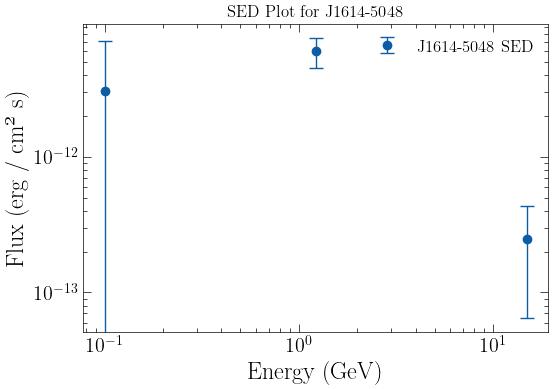 SED Plot for J1614-5048
J1614-5048 SED
Flux (erg / cm² s)
10⁻¹²
10⁻¹³
10⁻¹
10⁰
10¹
Energy (GeV)